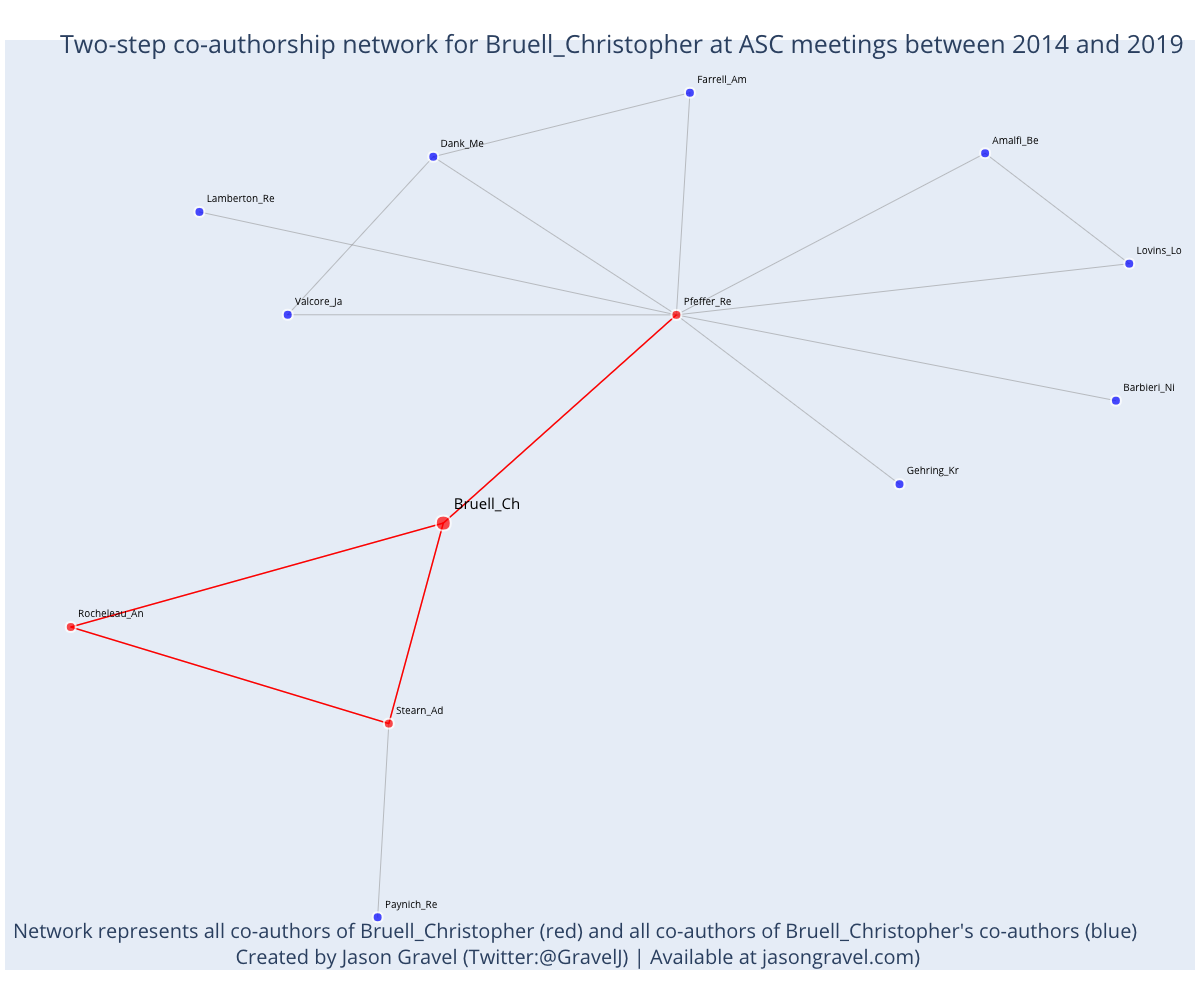 Two-step co-authorship network for Bruell_Christopher at ASC meetings between 2014 and 2019
Farrell_Am
Dank_Me
Amalfi_Be
Lamberton_Re
Lovins_Lo
Valcore_Ja
Pfeffer_Re
Barbieri_Ni
Gehring_Kr
Bruell_Ch
Rocheleau_An
Stearn_Ad
Paynich_Re
Network represents all co-authors of Bruell_Christopher (red) and all co-authors of Bruell_Christopher's co-authors (blue)
Created by Jason Gravel (Twitter:@GravelJ) | Available at jasongravel.com)